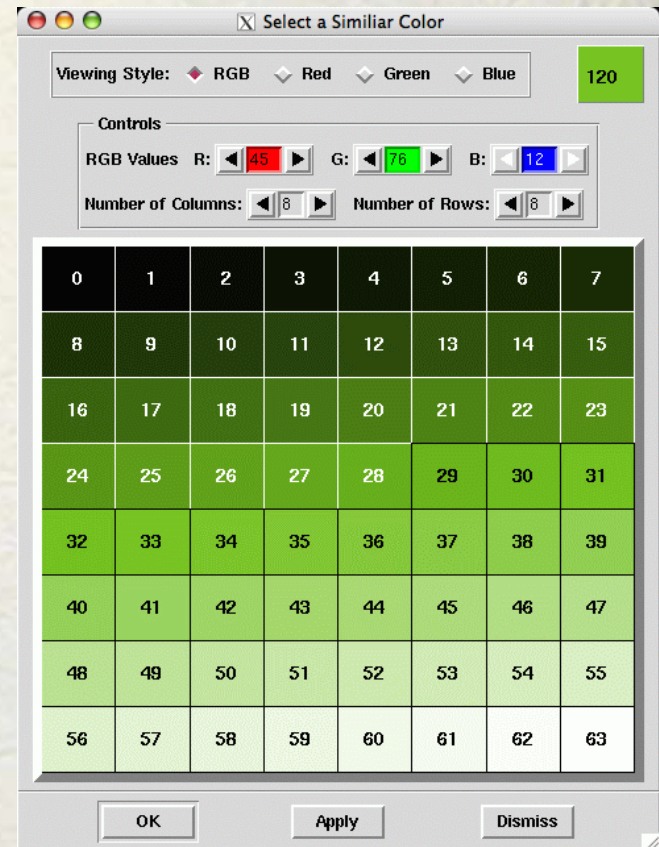 Select a Similiar Color
Viewing Style: RGB Red Green Blue
120
Controls
RGB Values R: 45 G: 76 B: 12
Number of Columns: 8 Number of Rows: 8
0 1 2 3 4 5 6 7
8 9 10 11 12 13 14 15
16 17 18 19 20 21 22 23
24 25 26 27 28 29 30 31
32 33 34 35 36 37 38 39
40 41 42 43 44 45 46 47
48 49 50 51 52 53 54 55
56 57 58 59 60 61 62 63
OK Apply Dismiss